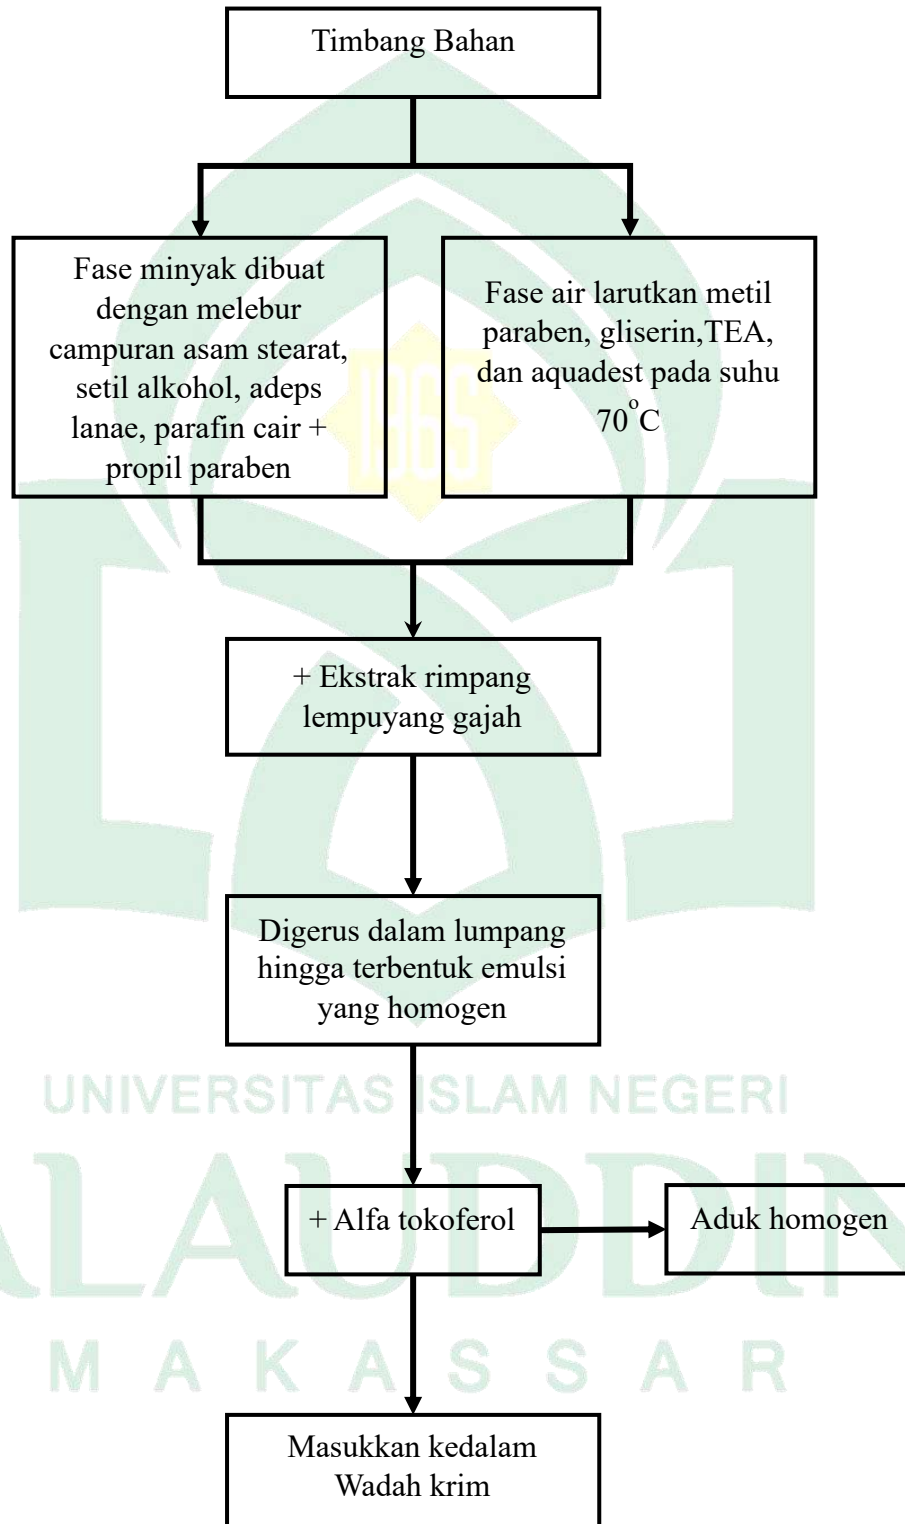 Timbang Bahan
Fase minyak dibuat
dengan melebur
campuran asam stearat,
setil alkohol, adeps
lanae, parafin cair +
propil paraben
Fase air larutkan metil
paraben, gliserin,TEA,
dan aquadest pada suhu
70°C
1965
+ Ekstrak rimpang
lempuyang gajah
Digerus dalam lumpang
hingga terbentuk emulsi
yang homogen
UNIVERSITAS ISLAM NEGERI
+ Alfa tokoferol
Aduk homogen
ALAUDDIN
MAKASSAR
Masukkan kedalam
Wadah krim